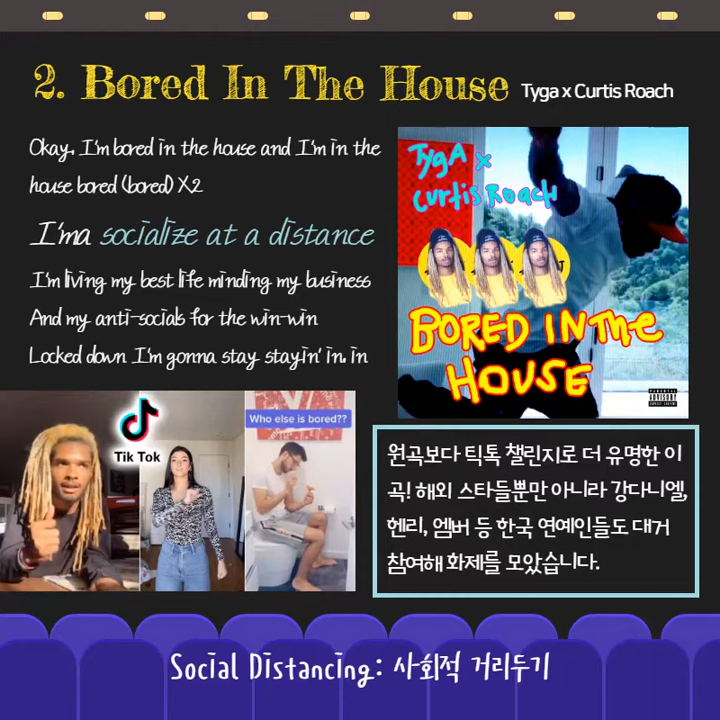 2. Bored In The House Tyga x Curtis Roach
Okay, I'm bored in the house and I'm in the
house bored (bored) X2
I'ma socialize at a distance
I'm living my best life minding my business
And my anti-socials for the win-win
Locked down I'm gonna stay stayin' in, in
TygA x
Curtis Roach
BORED IN The
HOUSE
PARENTAL
ADVISORY
EXPLICIT CONTENT
Tik Tok
Who else is bored??
원곡보다 틱톡 챌린지로 더 유명한 이
곡! 해외 스타들뿐만 아니라 강다니엘,
헨리, 엠버 등 한국 연예인들도 대거
참여해 화제를 모았습니다.
Social Distancing: 사회적 거리두기